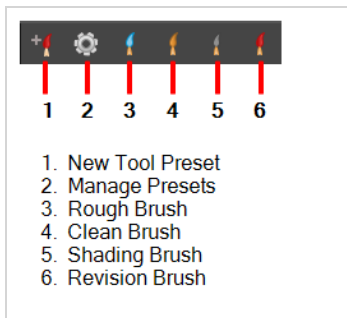 1 2 3 4 5 6
1. New Tool Preset
2. Manage Presets
3. Rough Brush
4. Clean Brush
5. Shading Brush
6. Revision Brush